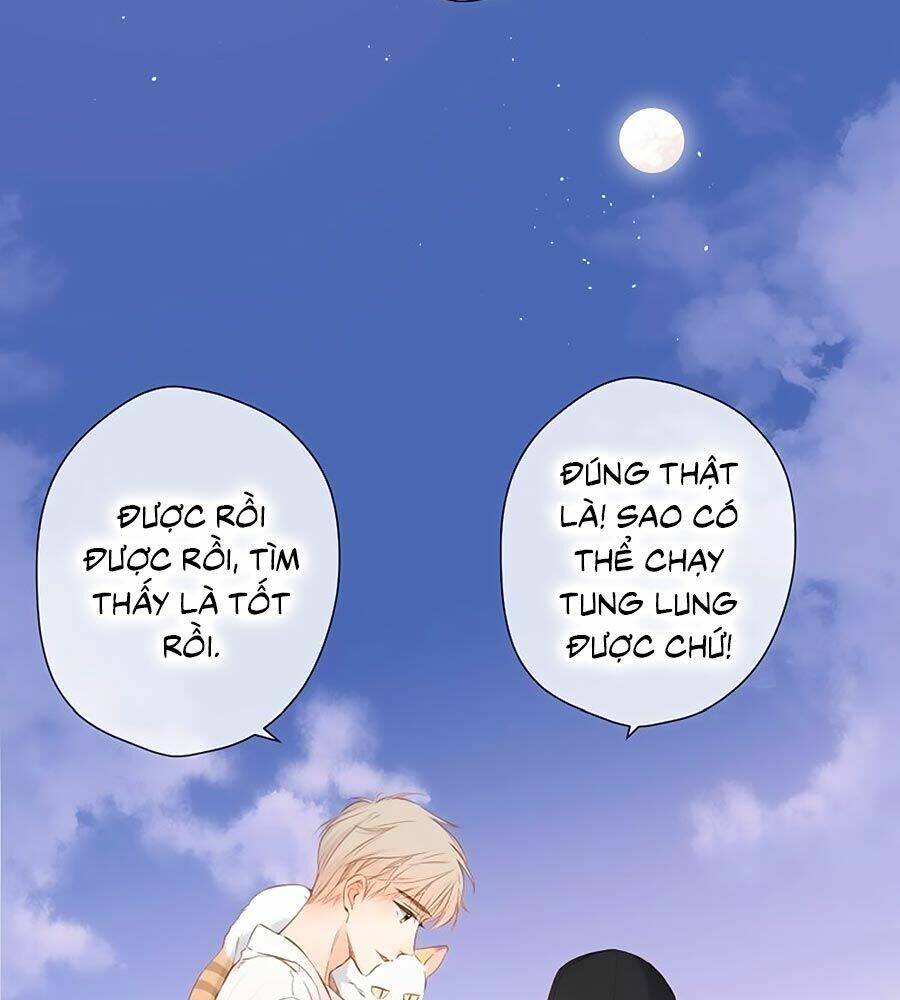 ĐƯỢC RỒI
ĐƯỢC RỒI, TÌM
THẤY LÀ TỐT
RỒI.
ĐÚNG THẬT
LÀ! SAO CÓ
THỂ CHẠY
TUNG LUNG
ĐƯỢC CHỨ!